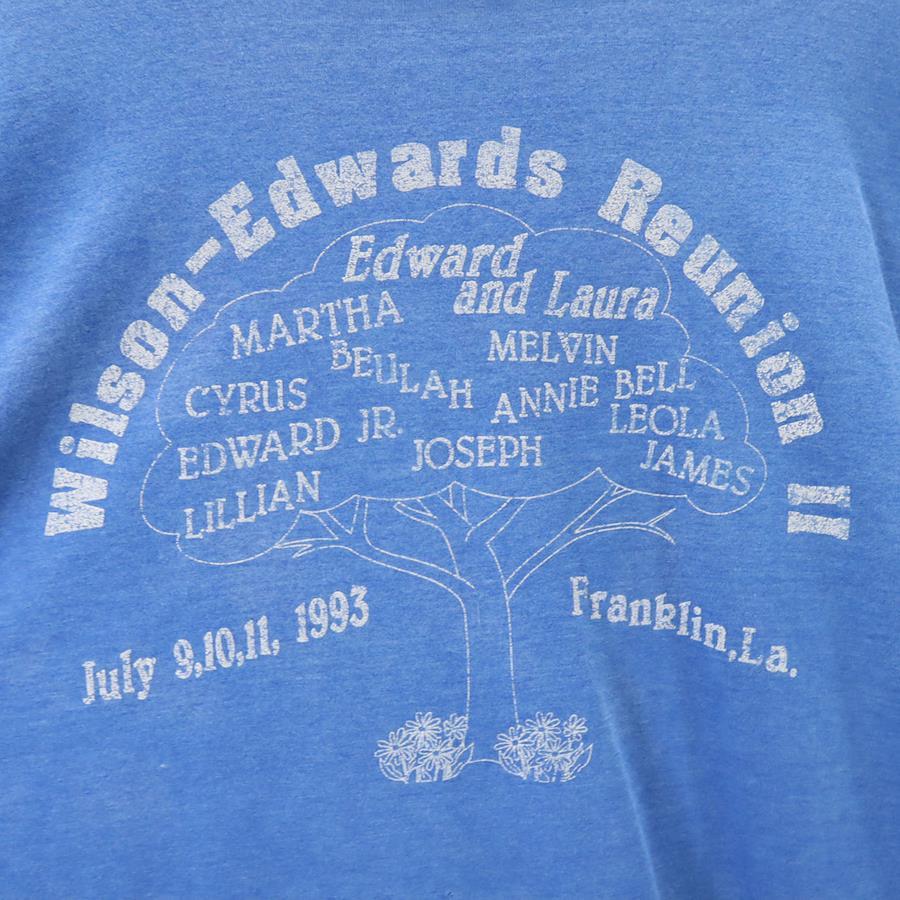 Wilson-Edwards Reunion II
Edward
and Laura
MARTHA
MELVIN
BEULAH
CYRUS
ANNIE BELL
LEOLA
EDWARD JR.
JOSEPH
JAMES
LILLIAN
July 9,10,11, 1993
Franklin,La.